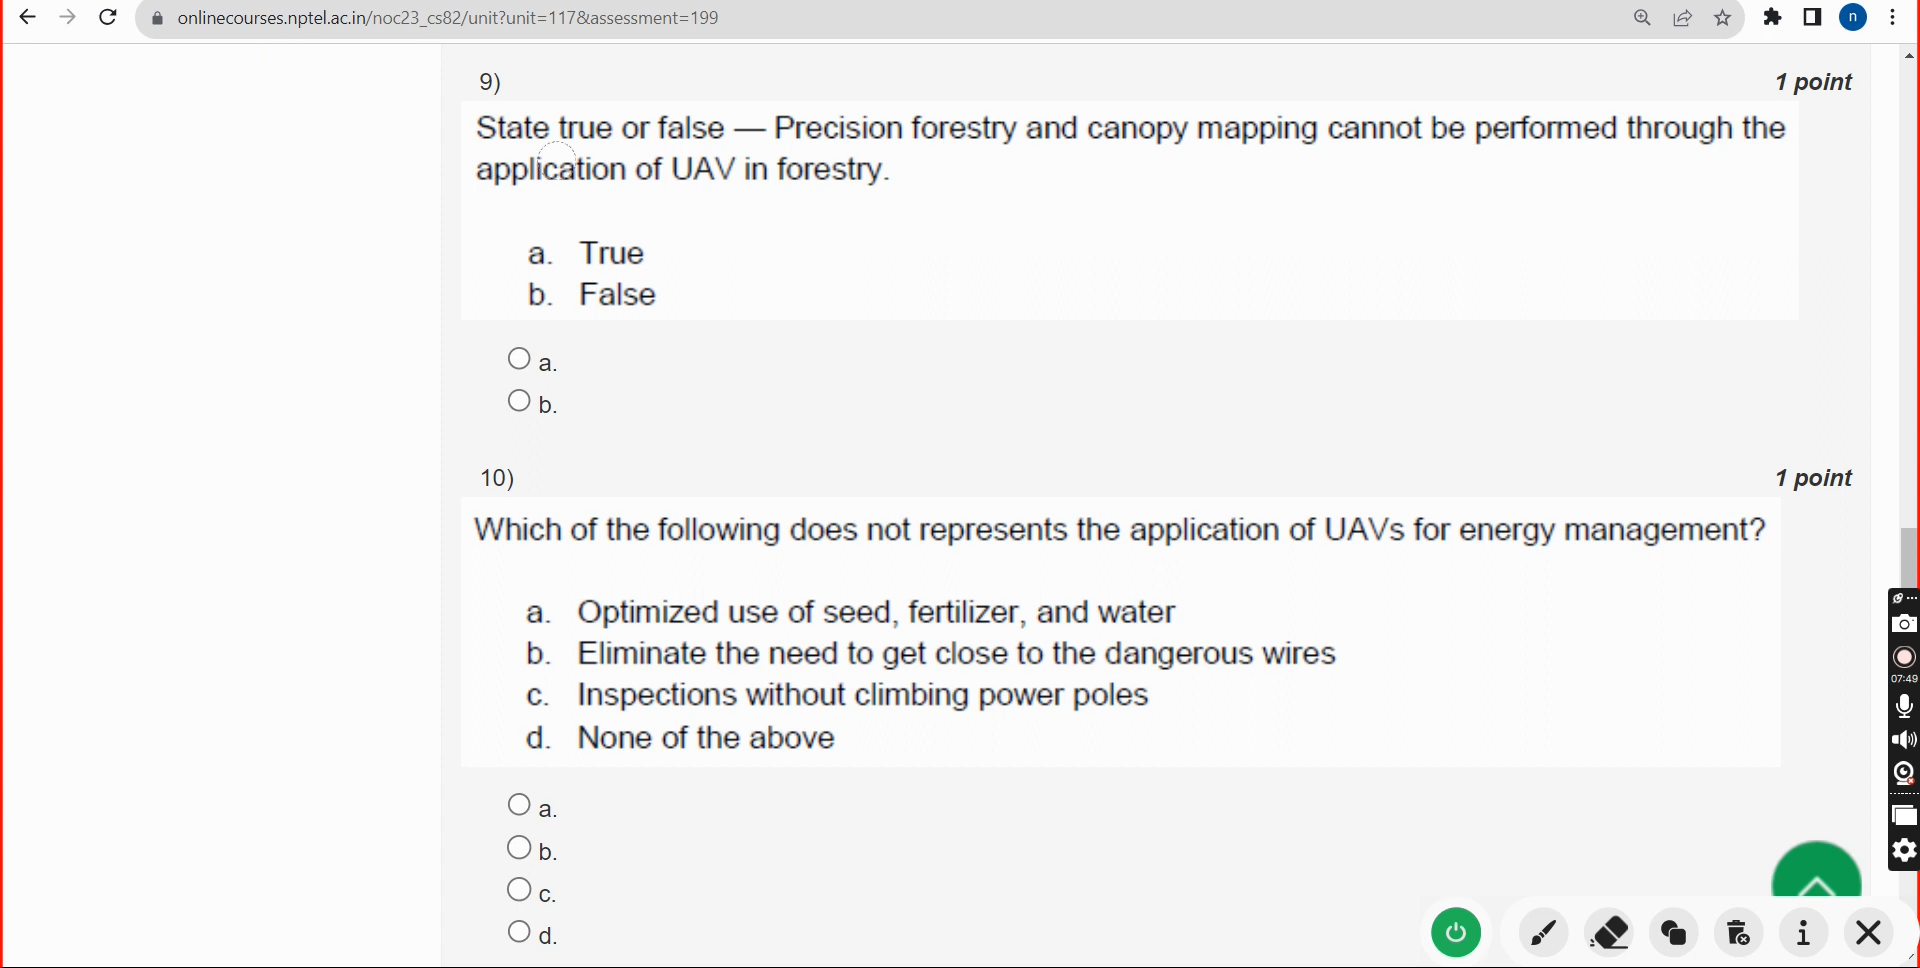 onlinecourses.nptel.ac.in/noc23_cs82/unit?unit=117&assessment=199
n
9)
1 point
State true or false — Precision forestry and canopy mapping cannot be performed through the
application of UAV in forestry.
a. True
b. False
a.
b.
10)
1 point
Which of the following does not represents the application of UAVs for energy management?
a. Optimized use of seed, fertilizer, and water
b. Eliminate the need to get close to the dangerous wires
c. Inspections without climbing power poles
d. None of the above
a.
b.
c.
d.
07:49